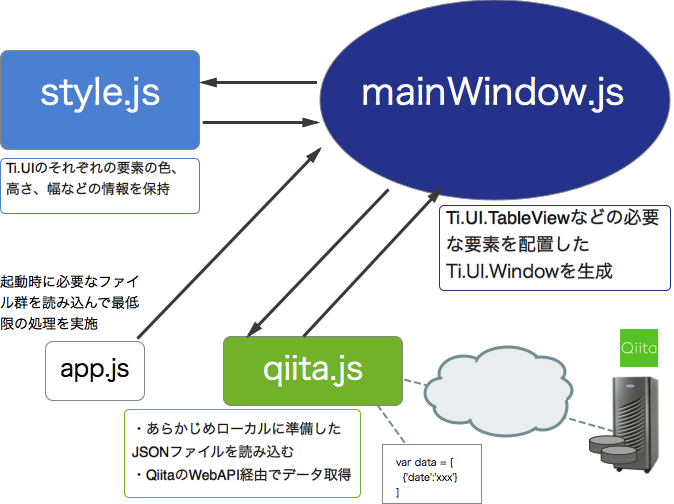 style.js
mainWindow.js
Ti.UIのそれぞれの要素の色、
高さ、幅などの情報を保持
Ti.UI.TableViewなどの必要
な要素を配置した
Ti.UI.Windowを生成
起動時に必要なファイ
ル群を読み込んで最低
限の処理を実施
app.js
qiita.js
Qiita
・あらかじめローカルに準備した
JSONファイルを読み込む
・QiitaのWebAPI経由でデータ取得
var data = [
{'date':'xxx'}
]